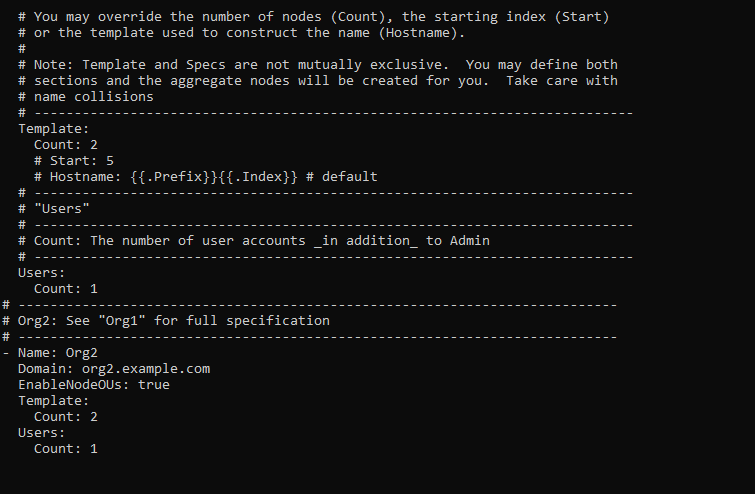 # You may override the number of nodes (Count), the starting index (Start)
# or the template used to construct the name (Hostname).
#
# Note: Template and Specs are not mutually exclusive.  You may define both
# sections and the aggregate nodes will be created for you.  Take care with
# name collisions
# ---------------------------------------------------------------------------
Template:
  Count: 2
  # Start: 5
  # Hostname: {{.Prefix}}{{.Index}} # default
# ---------------------------------------------------------------------------
# "Users"
# ---------------------------------------------------------------------------
# Count: The number of user accounts _in addition_ to Admin
# ---------------------------------------------------------------------------
Users:
  Count: 1
# ---------------------------------------------------------------------------
# Org2: See "Org1" for full specification
# ---------------------------------------------------------------------------
- Name: Org2
  Domain: org2.example.com
  EnableNodeOUs: true
  Template:
    Count: 2
  Users:
    Count: 1